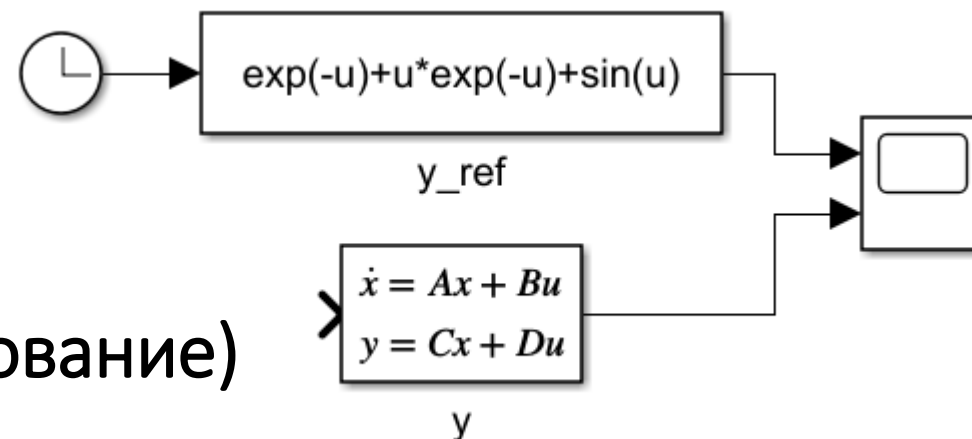 exp(-u)+u*exp(-u)+sin(u)
y_ref
ẋ = Ax + Bu
y = Cx + Du
ование)
y